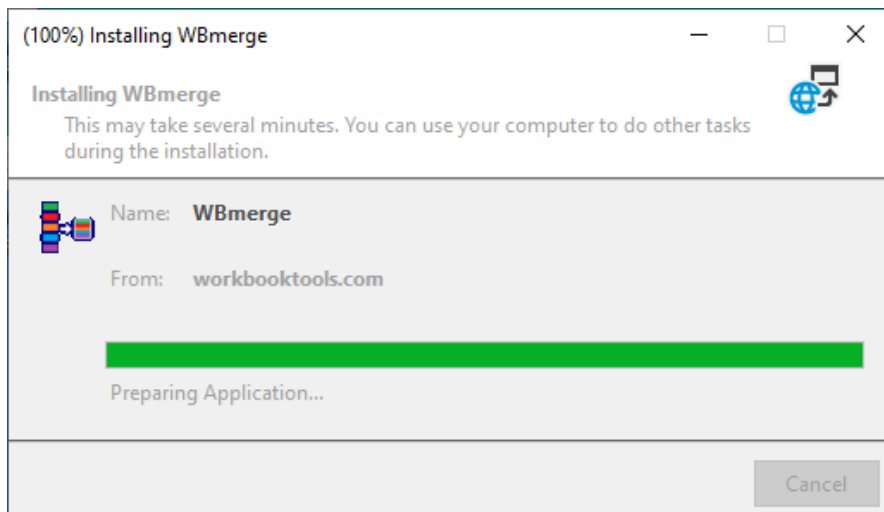 (100%) Installing WBmerge
Installing WBmerge
This may take several minutes. You can use your computer to do other tasks
during the installation.
Name: WBmerge
From: workbooktools.com
Preparing Application...
Cancel